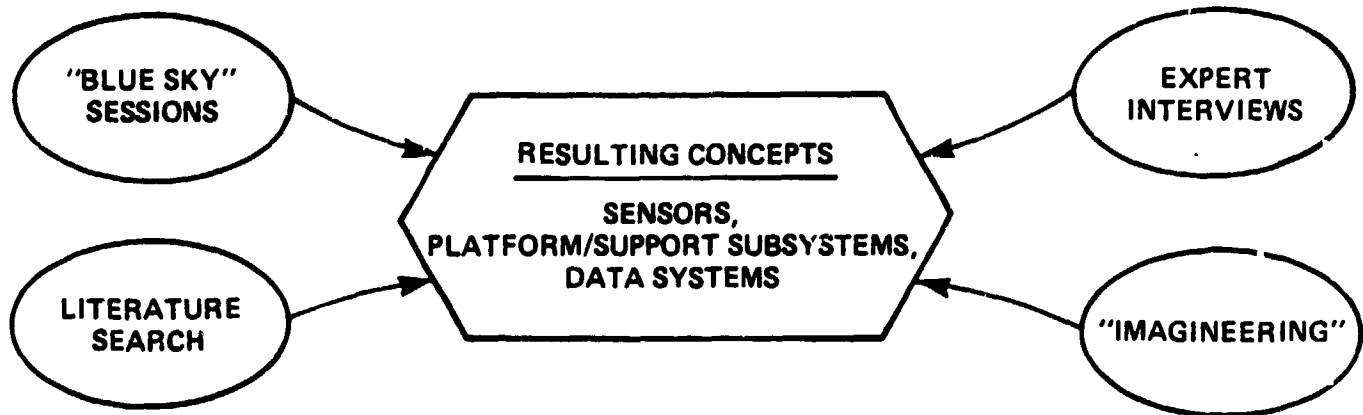 "BLUE SKY"
SESSIONS
EXPERT
INTERVIEWS
RESULTING CONCEPTS
SENSORS,
PLATFORM/SUPPORT SUBSYSTEMS,
DATA SYSTEMS
LITERATURE
SEARCH
"IMAGINEERING"